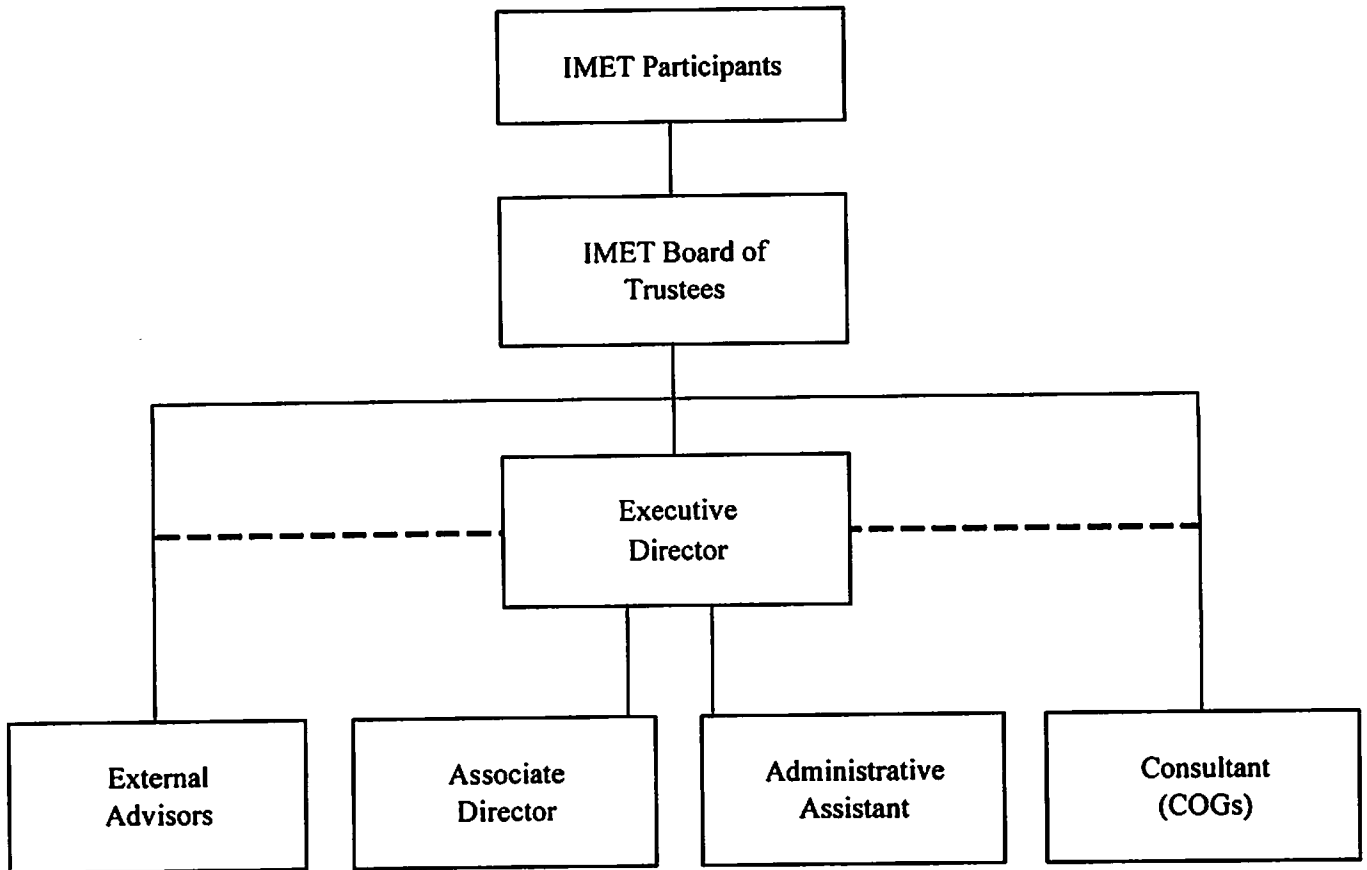 IMET Participants
IMET Board of
Trustees
Executive
Director
External
Advisors
Associate
Director
Administrative
Assistant
Consultant
(COGs)